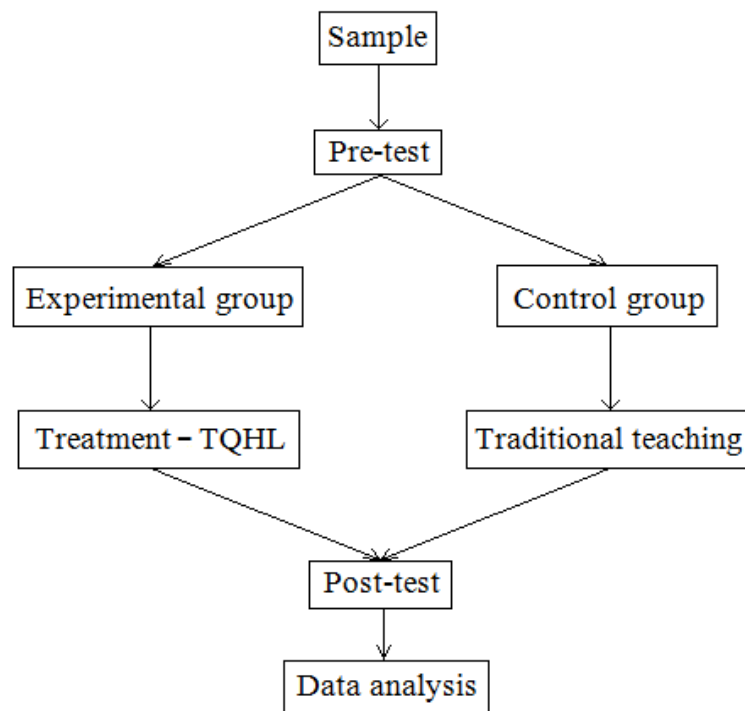 Sample
Pre-test
Experimental group
Control group
Treatment – TQHL
Traditional teaching
Post-test
Data analysis